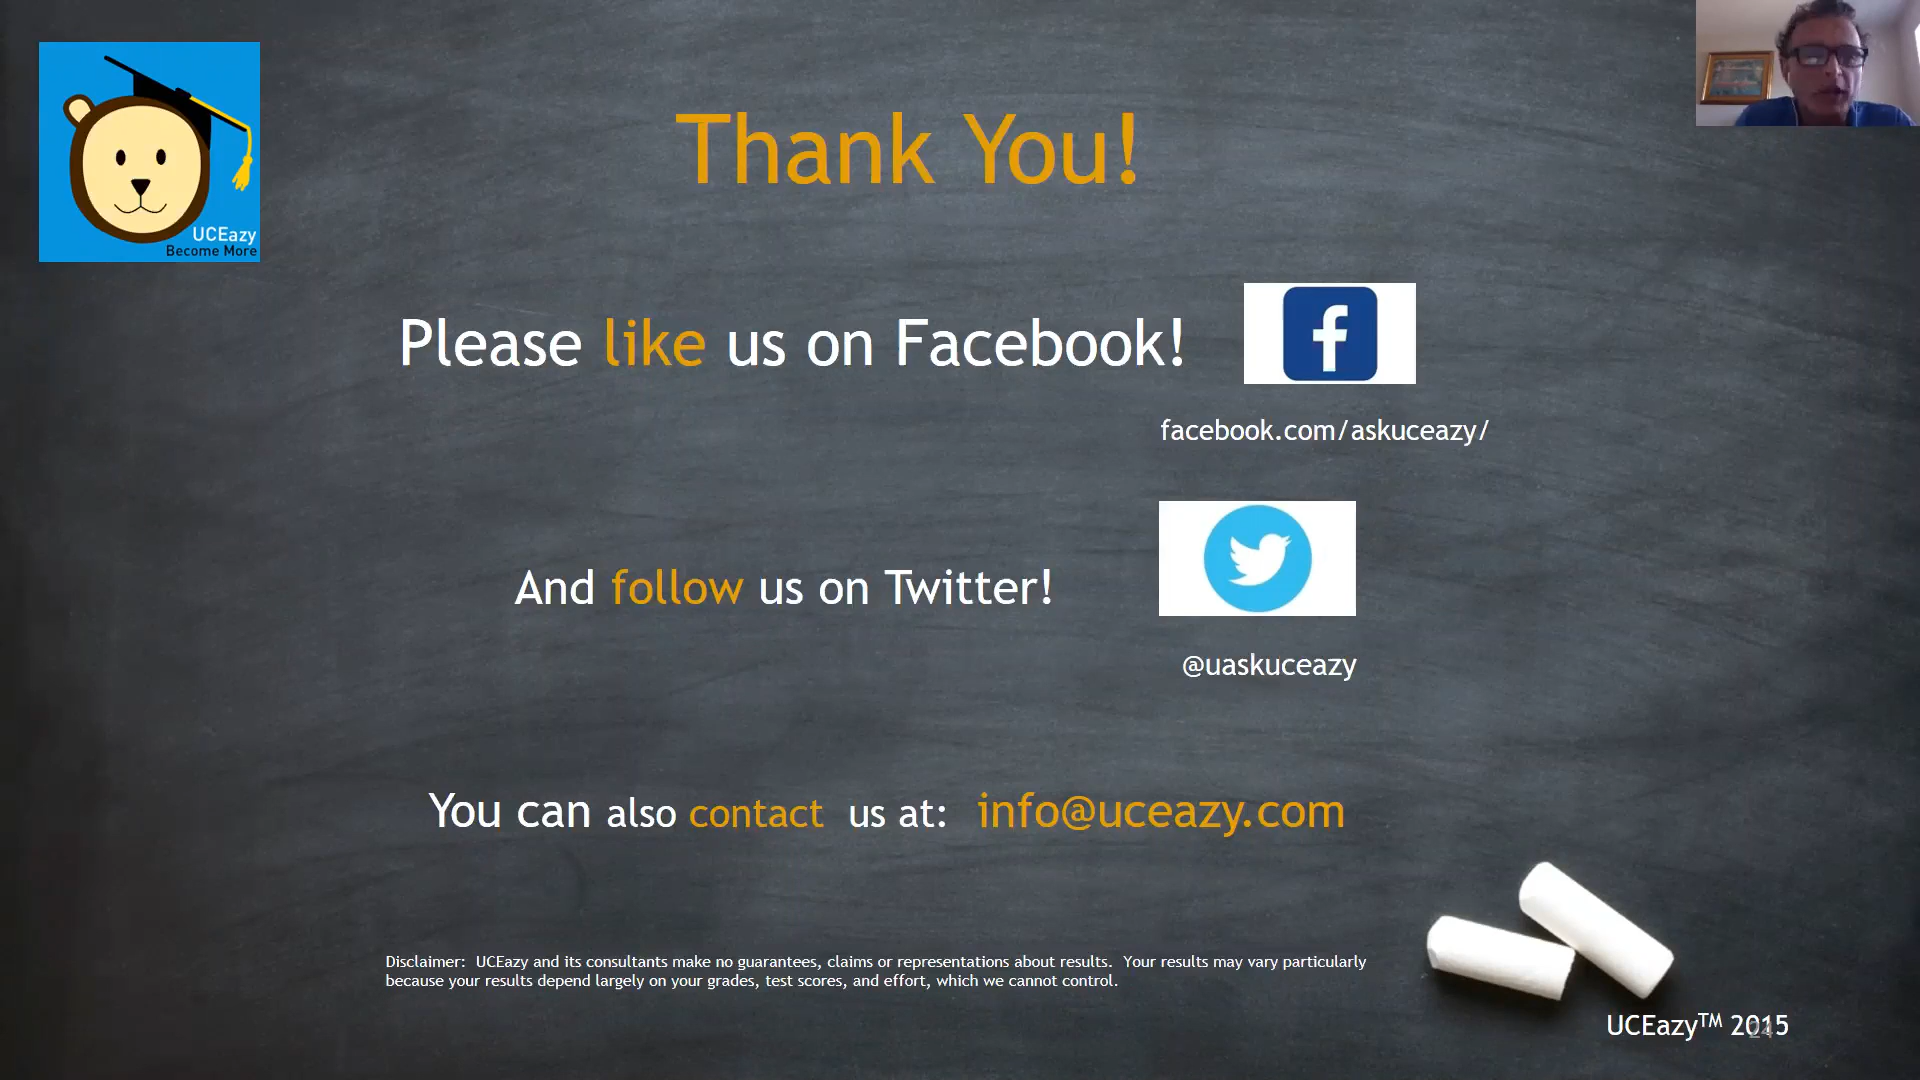 UCEazy
Become More
Thank You!
Please like us on Facebook!
facebook.com/askuceazy/
And follow us on Twitter!
@uaskuceazy
You can also contact us at: info@uceazy.com
Disclaimer: UCEazy and its consultants make no guarantees, claims or representations about results. Your results may vary particularly
because your results depend largely on your grades, test scores, and effort, which we cannot control.
UCEazy™ 2015
24